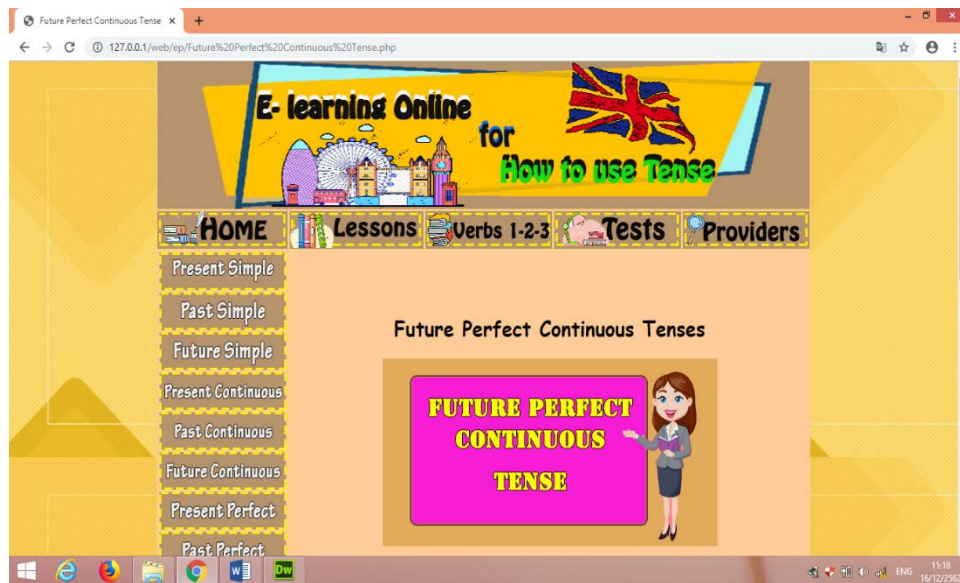 Future Perfect Continuous Tense
127.0.0.1/web/ep/Future%20Perfect%20Continuous%20Tense.php
E- learning Online
for
How to use Tense
HOME
Lessons
Verbs 1-2-3
Tests
Providers
Present Simple
Past Simple
Future Simple
Present Continuous
Past Continuous
Future Continuous
Present Perfect
Past Perfect
Future Perfect Continuous Tenses
FUTURE PERFECT
CONTINUOUS
TENSE
W
Dw
ENG
11:18
16/12/2563